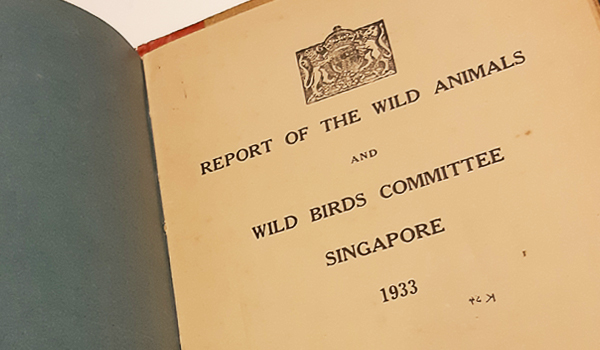 REPORT OF THE WILD ANIMALS
AND
WILD BIRDS COMMITTEE
SINGAPORE
1933